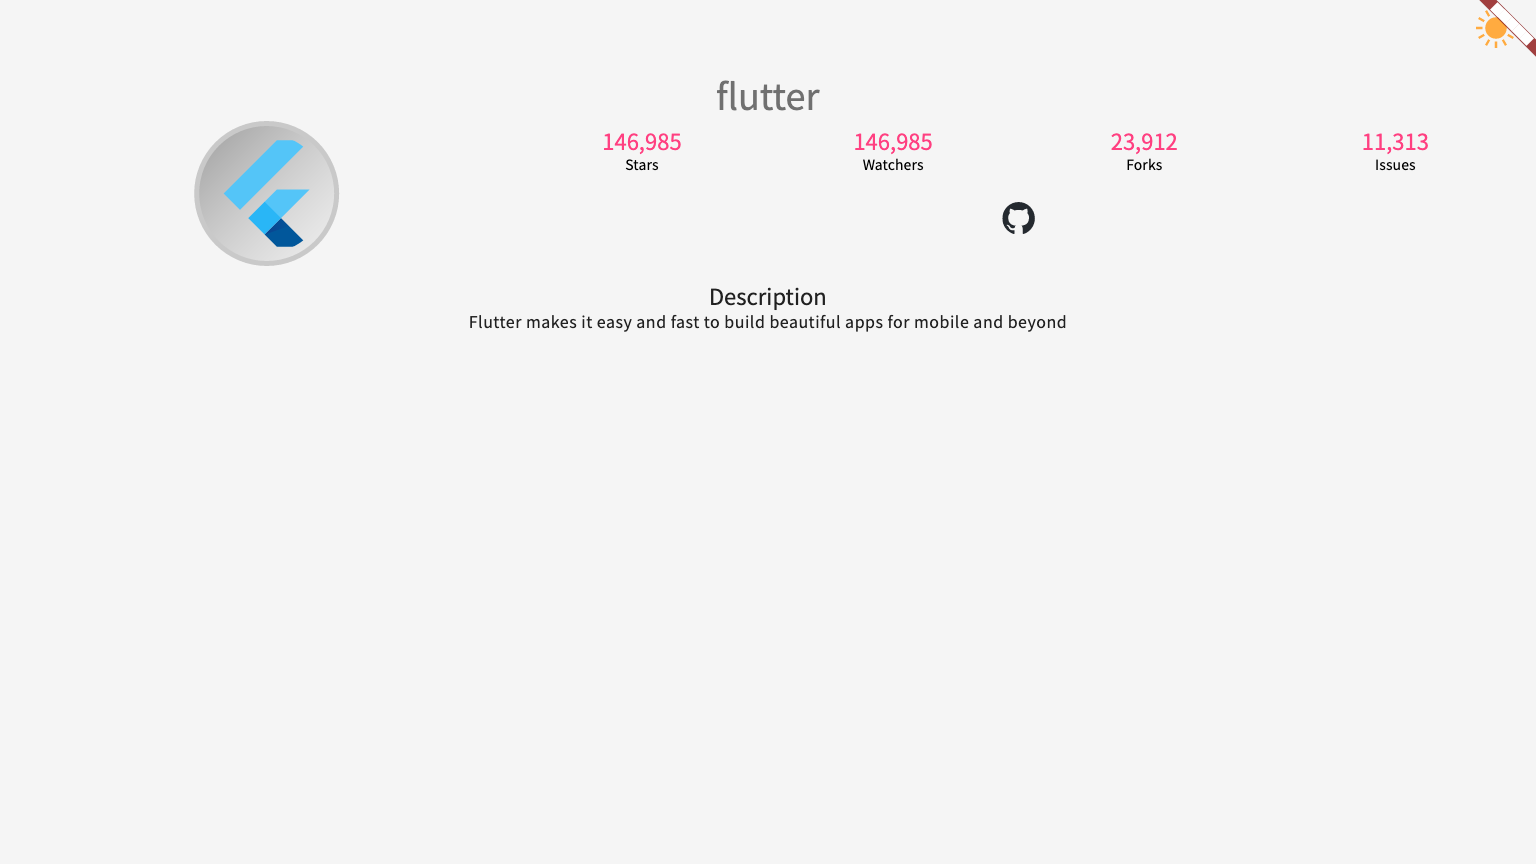 flutter
146,985
Stars
146,985
Watchers
23,912
Forks
11,313
Issues
Description
Flutter makes it easy and fast to build beautiful apps for mobile and beyond